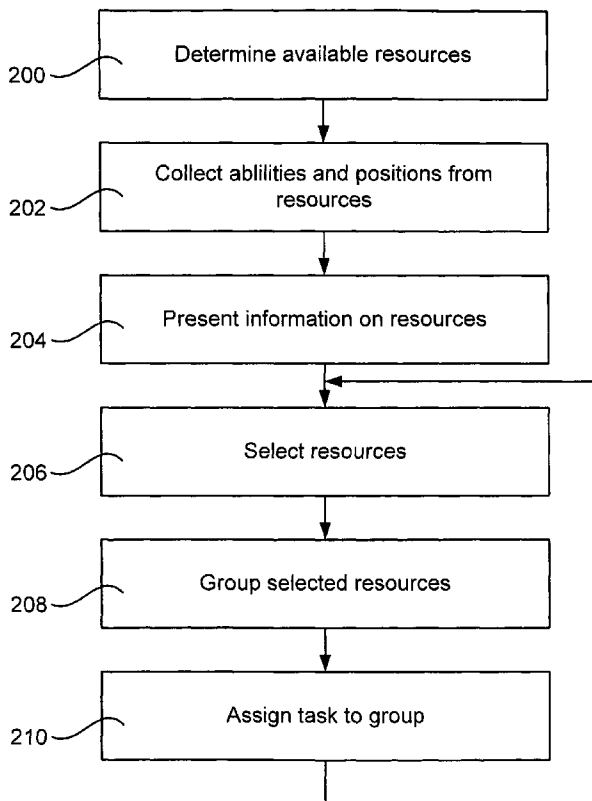 Determine available resources
200
Collect ablilities and positions from
resources
202
Present information on resources
204
Select resources
206
Group selected resources
208
Assign task to group
210